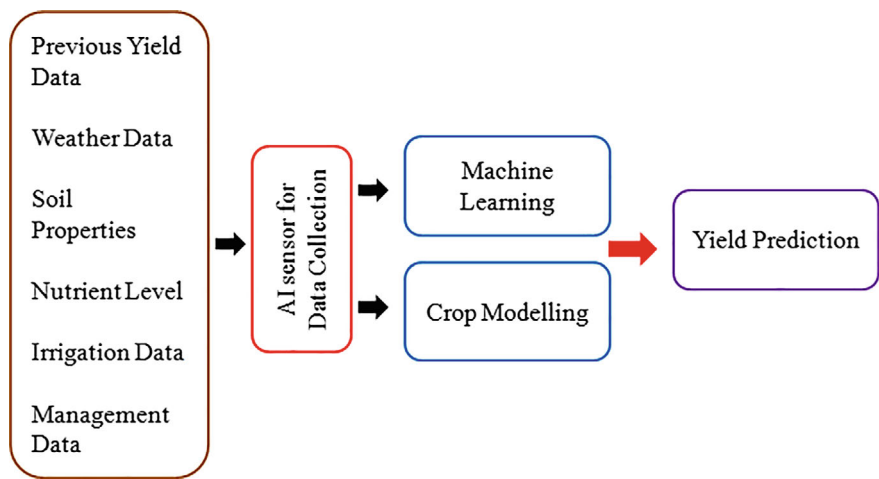 Previous Yield
Data
Weather Data
Soil
Properties
Nutrient Level
Irrigation Data
Management
Data
AI sensor for
Data Collection
Machine
Learning
Crop Modelling
Yield Prediction